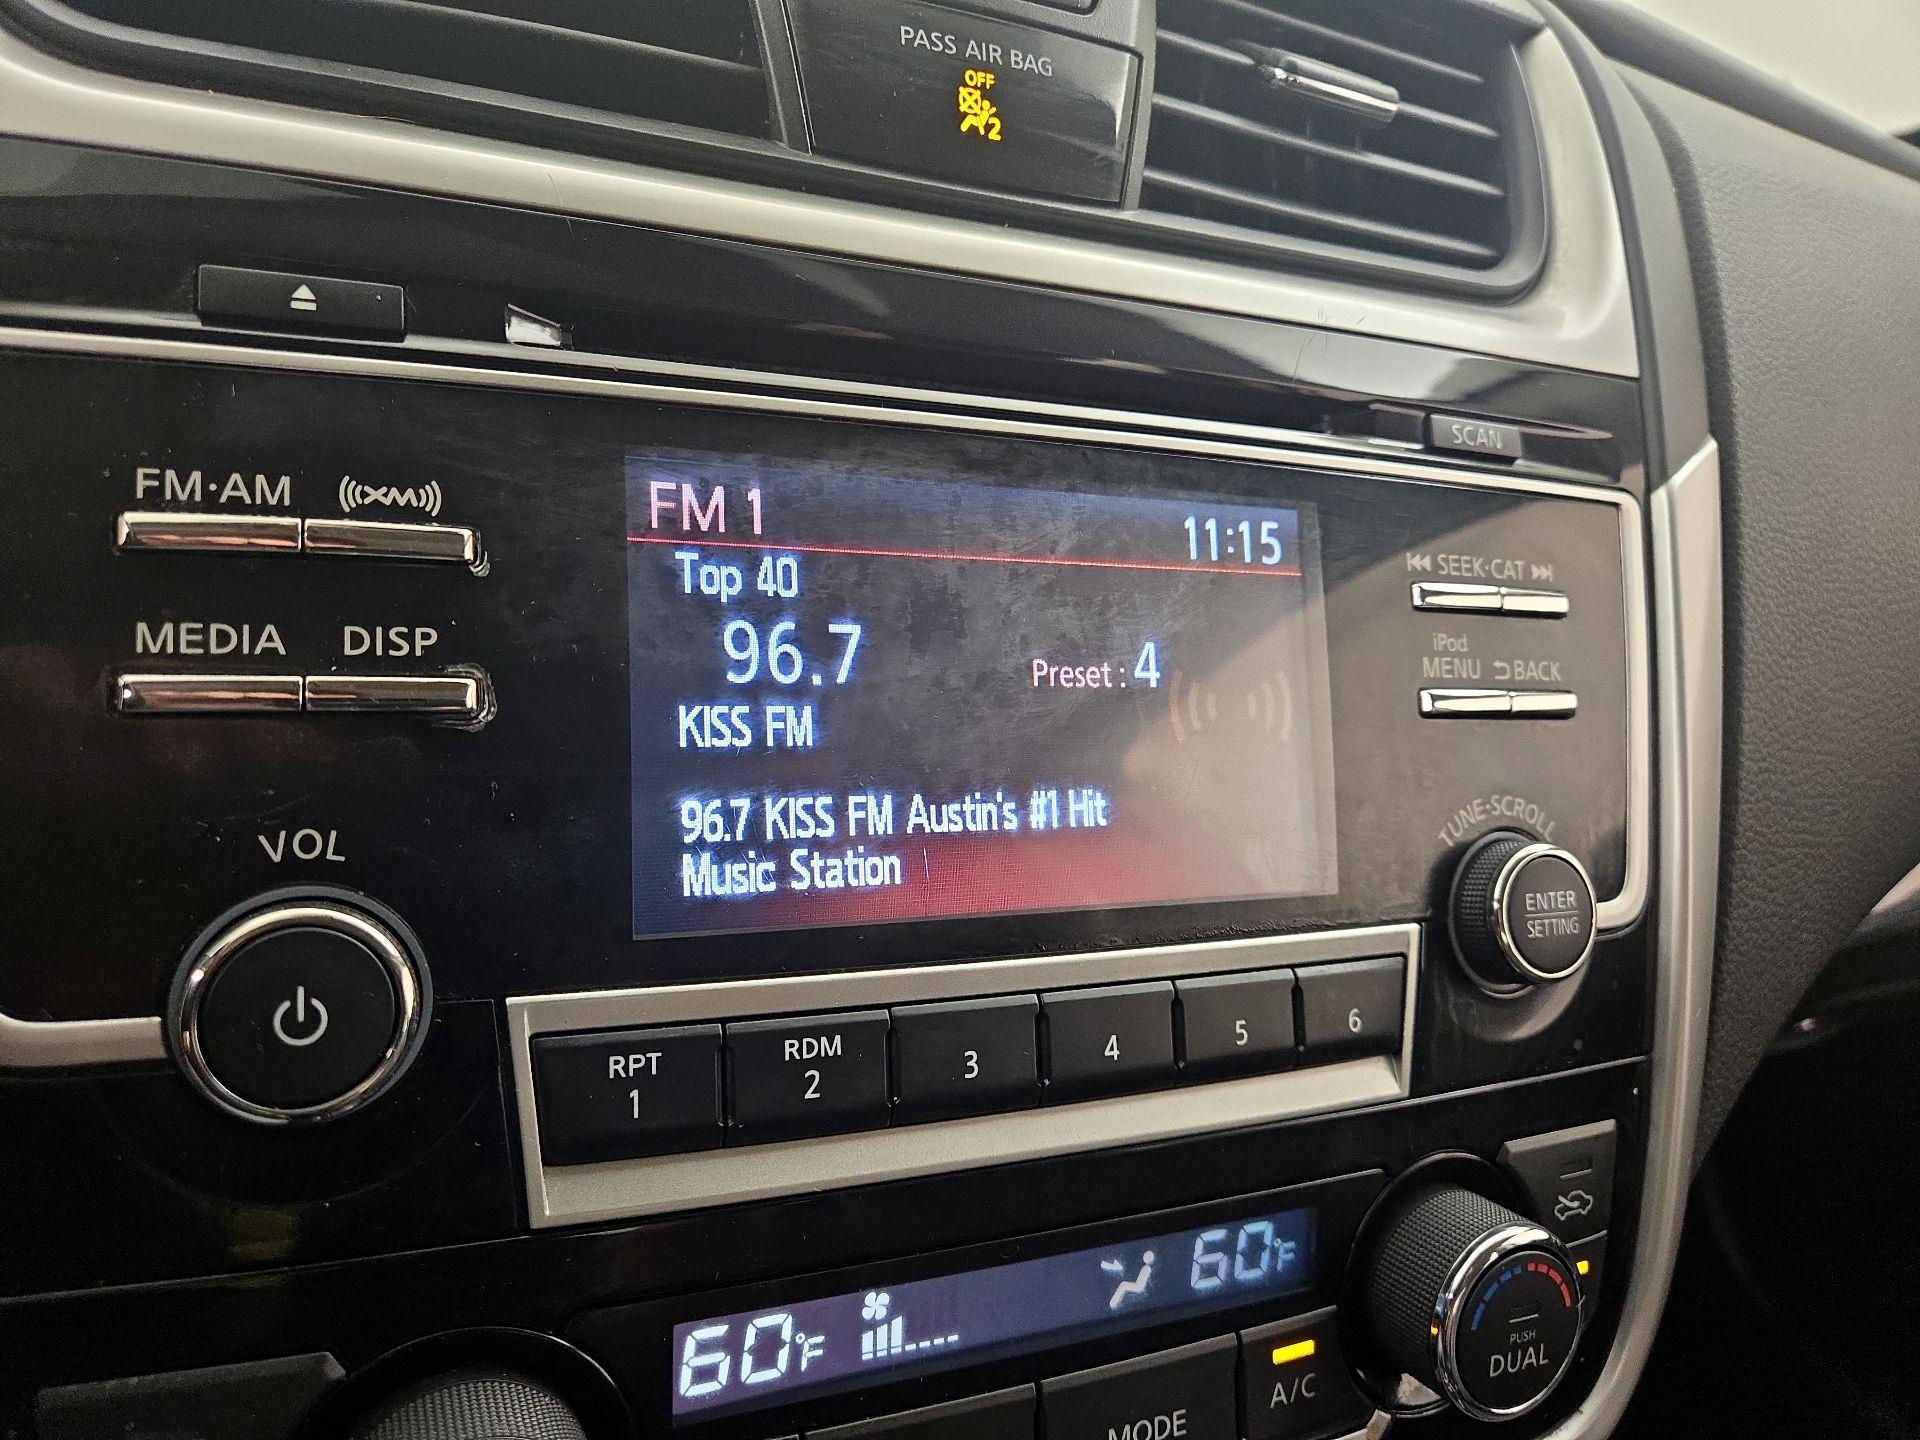 PASS AIR BAG
OFF
2
SCAN
FM·AM
XM
FM 1
11:15
SEEK·CAT
Top 40
96.7
Preset : 4
iPod
MENU
BACK
MEDIA
DISP
KISS FM
96.7 KISS FM Austin's #1 Hit
Music Station
TUNE·SCROLL
ENTER
SETTING
VOL
RPT
1
RDM
2
3
4
5
6
60°F
60°F
PUSH
DUAL
A/C
MODE